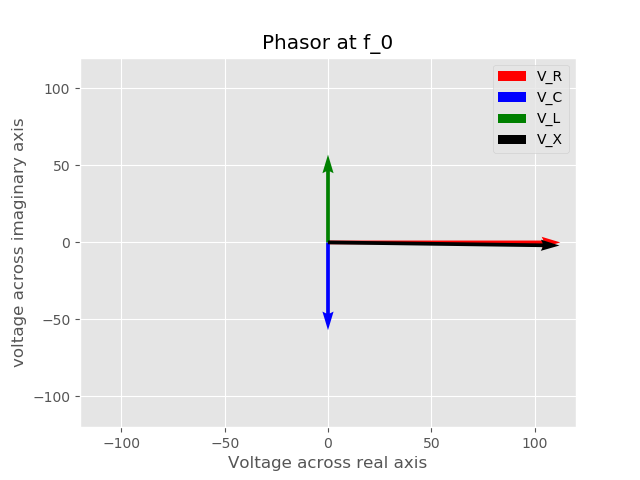 Phasor at f_0
V_R
V_C
V_L
V_X
100
50
0
−50
−100
voltage across imaginary axis
−100
−50
0
50
100
Voltage across real axis